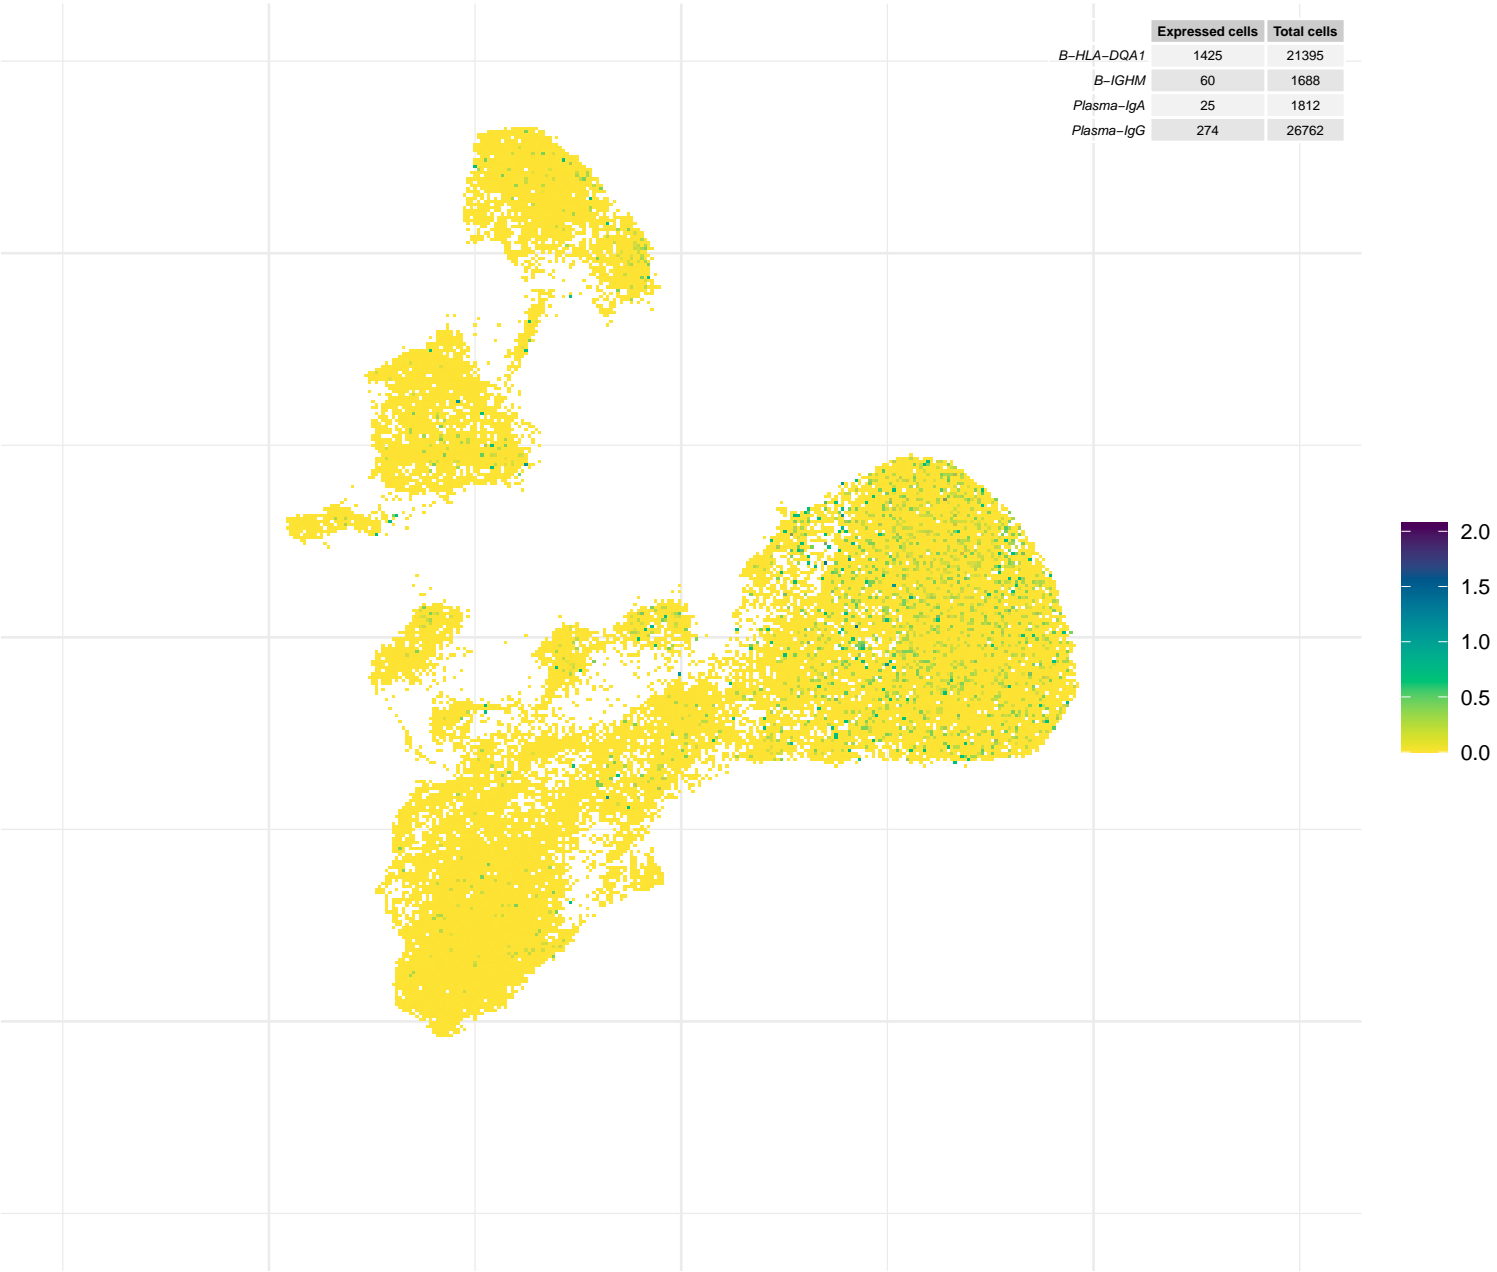 Expressed cells Total cells
B−HLA−DQA1 1425 21395
B−IGHM 60 1688
Plasma−IgA 25 1812
Plasma−IgG 274 26762
2.0
1.5
1.0
0.5
0.0